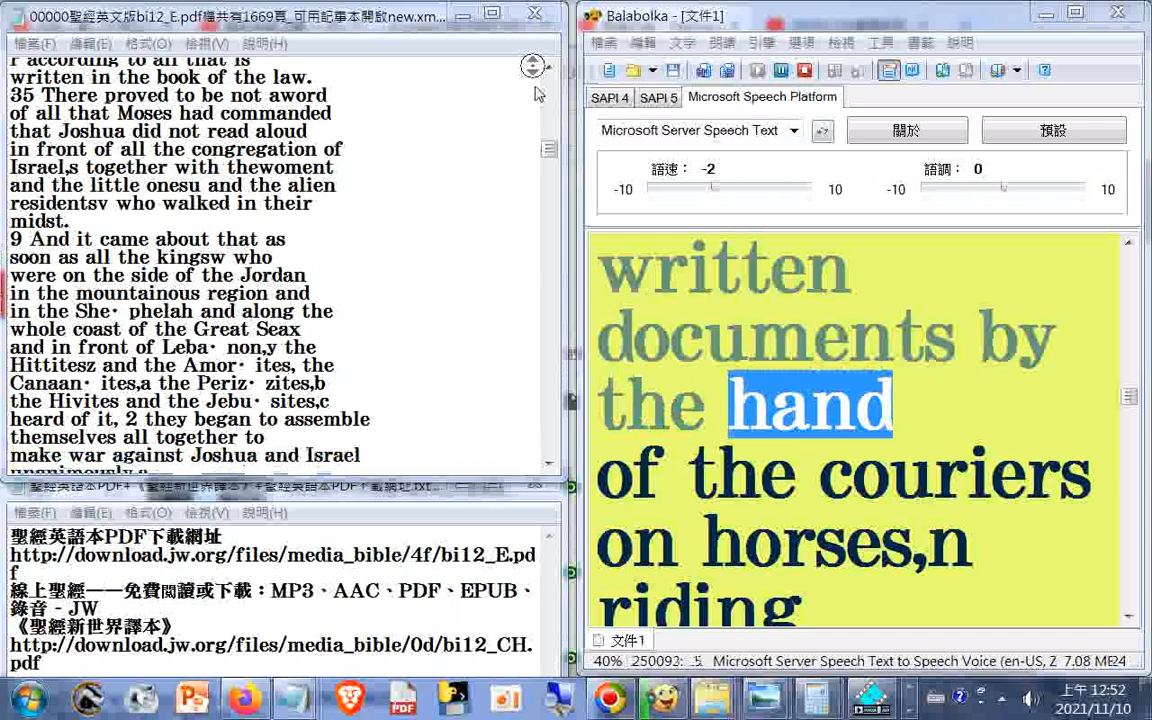 00000聖經英文版bi12_E.pdf檔共有1669頁_可用記事本開啟new.xm...
檔案(F) 編輯(E) 格式(O) 檢視(V) 說明(H)
r according to all that is
written in the book of the law.
35 There proved to be not aword
of all that Moses had commanded
that Joshua did not read aloud
in front of all the congregation of
Israel,s together with thewoment
and the little onesu and the alien
residentsv who walked in their
midst.
9 And it came about that as
soon as all the kingsw who
were on the side of the Jordan
in the mountainous region and
in the She· phelah and along the
whole coast of the Great Seax
and in front of Leba· non,y the
Hittitesz and the Amor· ites, the
Canaan· ites,a the Periz· zites,b
the Hivites and the Jebu· sites,c
heard of it, 2 they began to assemble
themselves all together to
make war against Joshua and Israel
unanimously.e
檔案(F) 編輯(E) 格式(O) 檢視(V) 說明(H)
聖經英語本PDF下載網址
http://download.jw.org/files/media_bible/4f/bi12_E.pd
f
線上聖經——免費閱讀或下載：MP3、AAC、PDF、EPUB、
錄音 - JW
《聖經新世界譯本》
http://download.jw.org/files/media_bible/0d/bi12_CH.
pdf
Balabolka - [文件1]
檔案 編輯 文字 朗讀 引擎 選項 檢視 工具 書籤 說明
SAPI 4 SAPI 5 Microsoft Speech Platform
Microsoft Server Speech Text 關於 預設
語速： -2 語調： 0
-10 10 -10 10
written
documents by
the hand
of the couriers
on horses,n
riding
文件1
40% Microsoft Server Speech Text to Speech Voice (en-US, Z 7.08 ME24
上午 12:52
2021/11/10